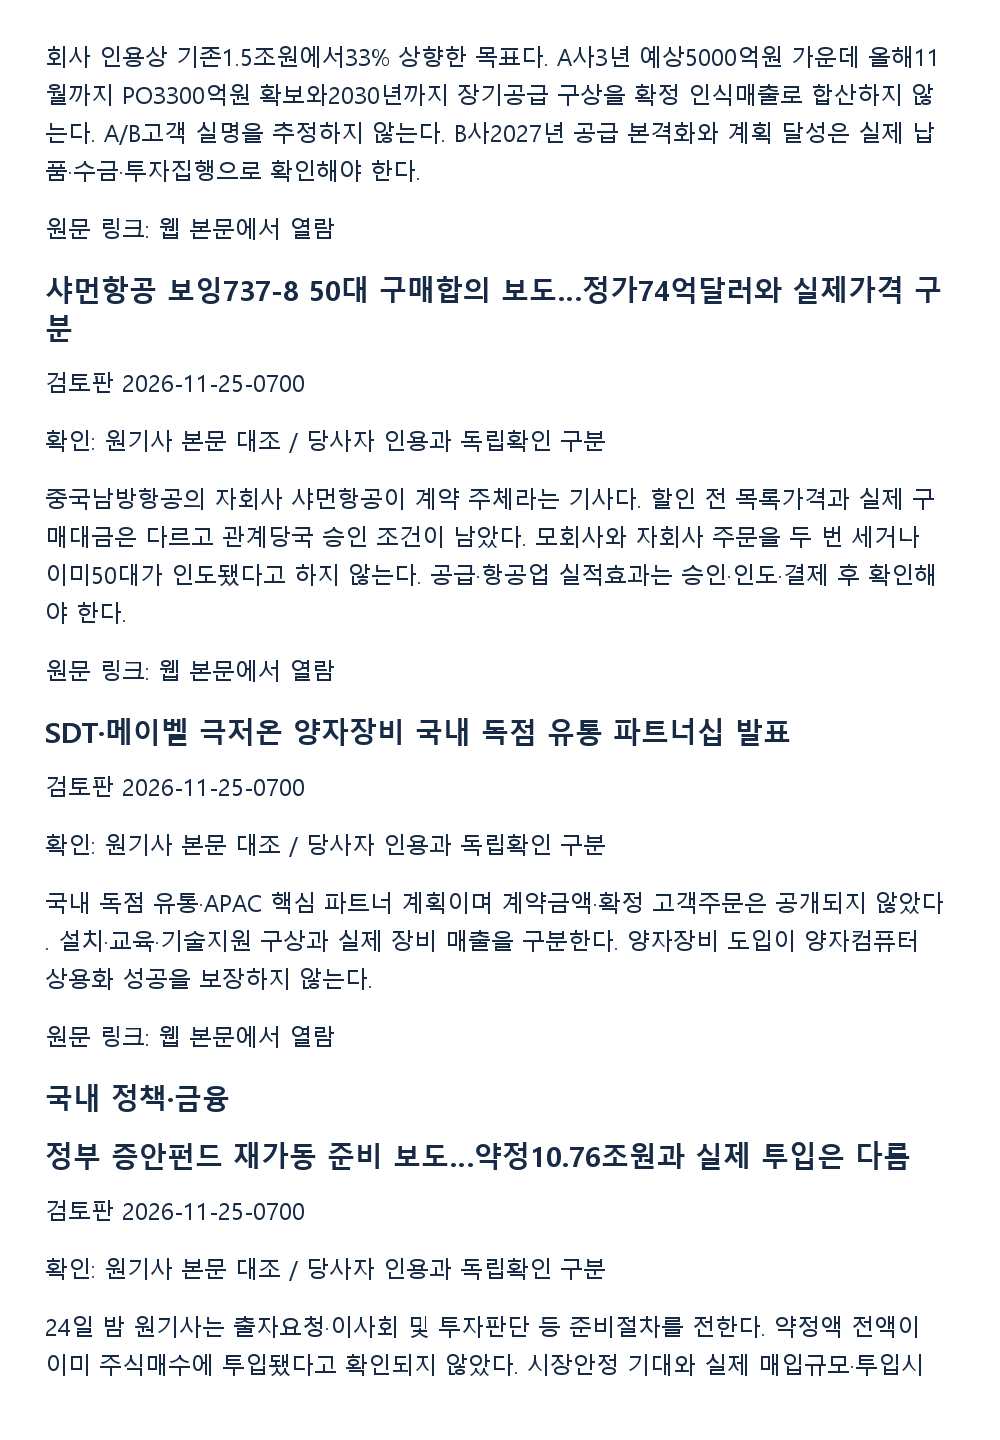 회사 인용상 기존1.5조원에서33% 상향한 목표다. A사3년 예상5000억원 가운데 올해11
월까지 PO3300억원 확보와2030년까지 장기공급 구상을 확정 인식매출로 합산하지 않
는다. A/B고객 실명을 추정하지 않는다. B사2027년 공급 본격화와 계획 달성은 실제 납
품·수금·투자집행으로 확인해야 한다.
원문 링크: 웹 본문에서 열람
샤먼항공 보잉737-8 50대 구매합의 보도…정가74억달러와 실제가격 구
분
검토판 2026-11-25-0700
확인: 원기사 본문 대조 / 당사자 인용과 독립확인 구분
중국남방항공의 자회사 샤먼항공이 계약 주체라는 기사다. 할인 전 목록가격과 실제 구
매대금은 다르고 관계당국 승인 조건이 남았다. 모회사와 자회사 주문을 두 번 세거나
이미50대가 인도됐다고 하지 않는다. 공급·항공업 실적효과는 승인·인도·결제 후 확인해
야 한다.
원문 링크: 웹 본문에서 열람
SDT·메이벨 극저온 양자장비 국내 독점 유통 파트너십 발표
검토판 2026-11-25-0700
확인: 원기사 본문 대조 / 당사자 인용과 독립확인 구분
국내 독점 유통·APAC 핵심 파트너 계획이며 계약금액·확정 고객주문은 공개되지 않았다
. 설치·교육·기술지원 구상과 실제 장비 매출을 구분한다. 양자장비 도입이 양자컴퓨터
상용화 성공을 보장하지 않는다.
원문 링크: 웹 본문에서 열람
국내 정책·금융
정부 증안펀드 재가동 준비 보도…약정10.76조원과 실제 투입은 다름
검토판 2026-11-25-0700
확인: 원기사 본문 대조 / 당사자 인용과 독립확인 구분
24일 밤 원기사는 출자요청·이사회 및 투자판단 등 준비절차를 전한다. 약정액 전액이
이미 주식매수에 투입됐다고 확인되지 않았다. 시장안정 기대와 실제 매입규모·투입시